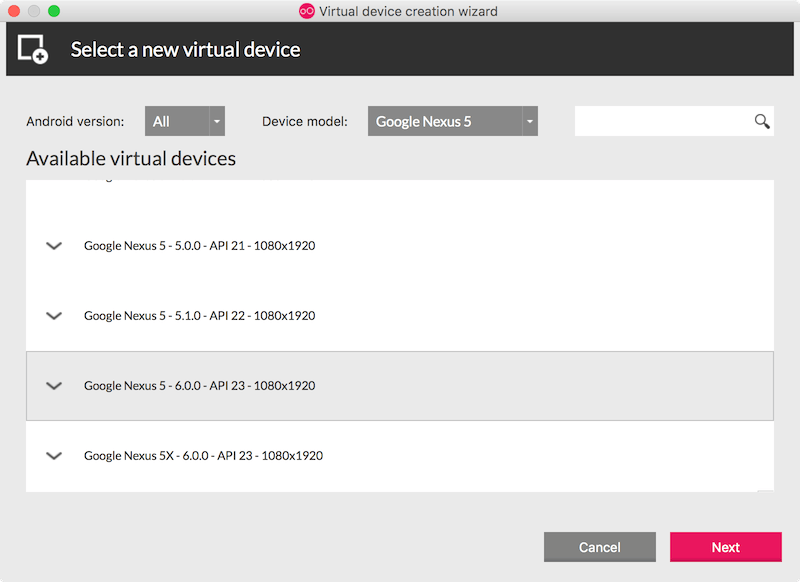 Virtual device creation wizard
Select a new virtual device
Android version: All Device model: Google Nexus 5
Available virtual devices
Google Nexus 5 - 5.0.0 - API 21 - 1080x1920
Google Nexus 5 - 5.1.0 - API 22 - 1080x1920
Google Nexus 5 - 6.0.0 - API 23 - 1080x1920
Google Nexus 5X - 6.0.0 - API 23 - 1080x1920
Cancel Next